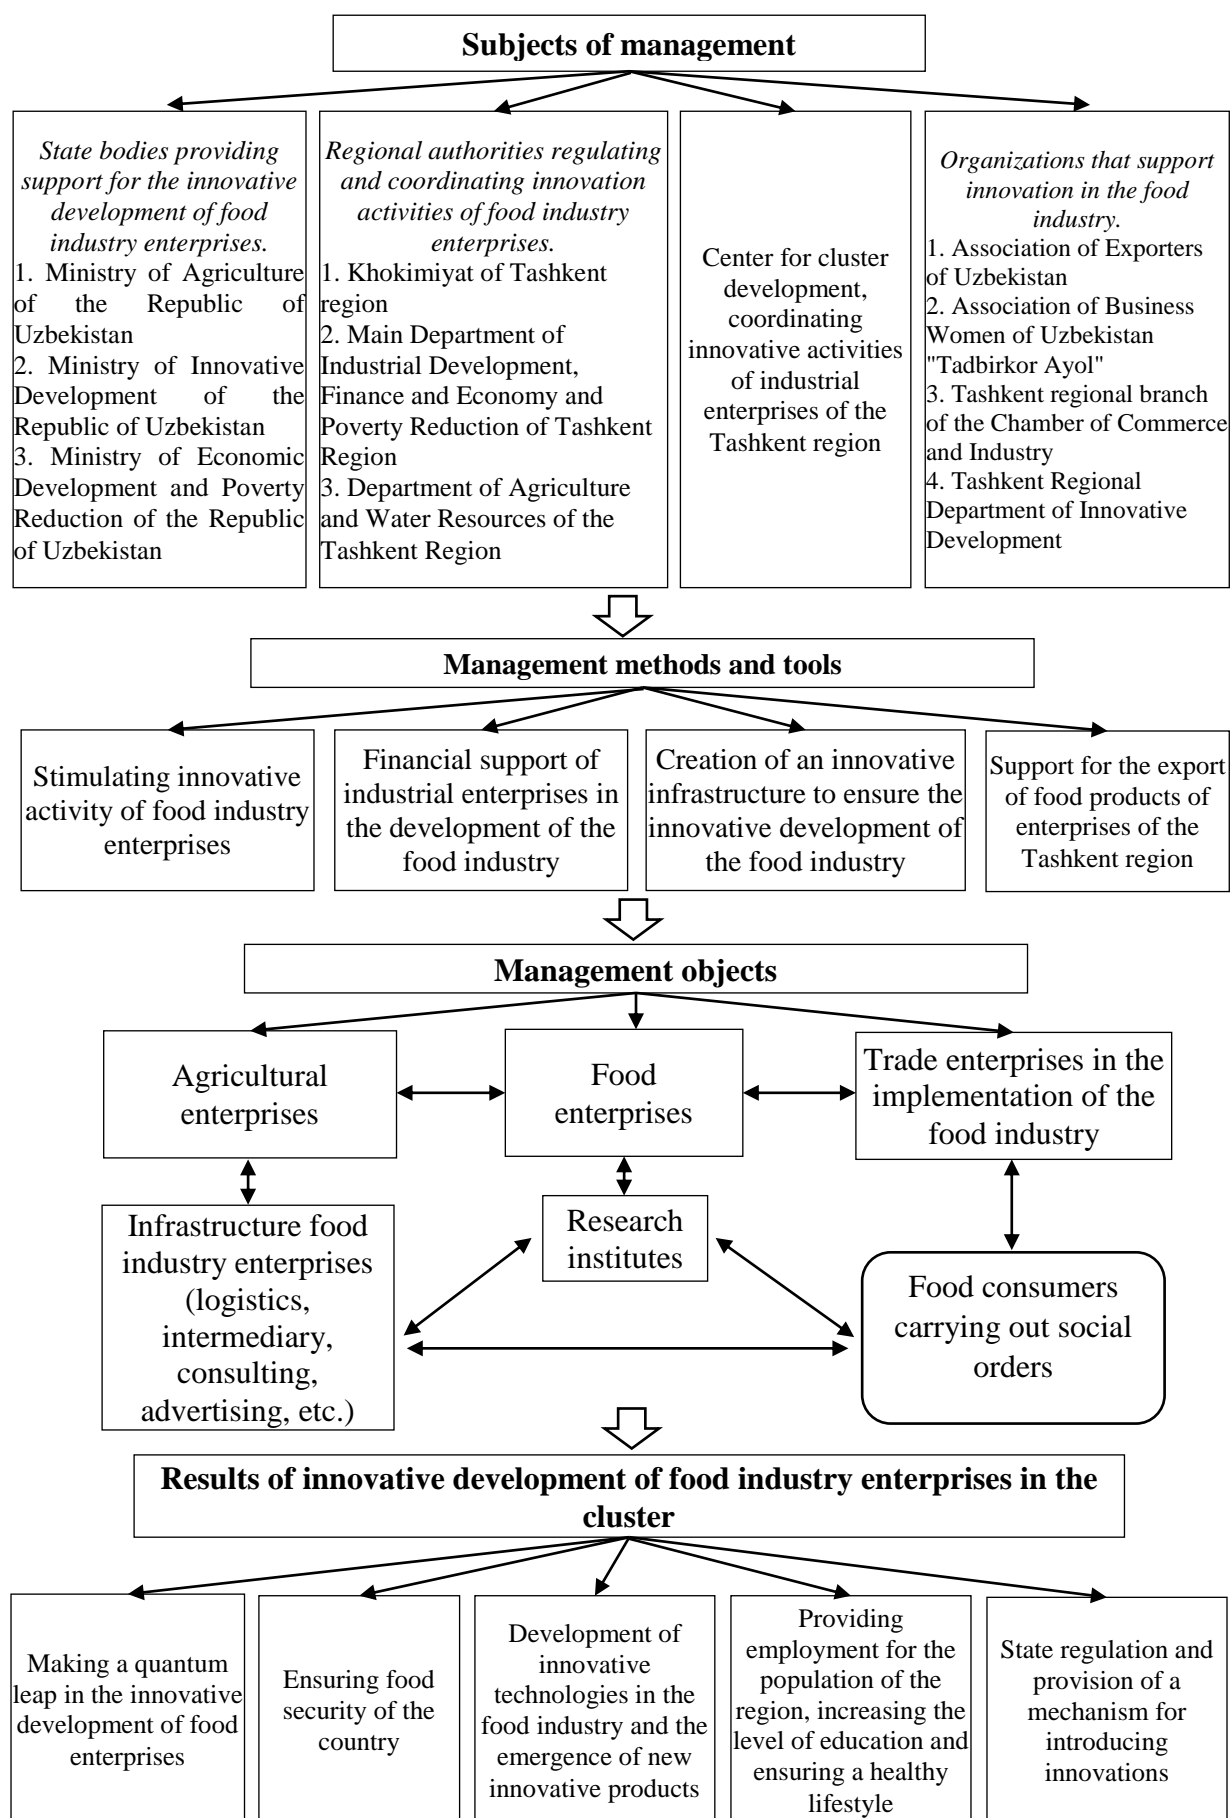 Subjects of management
State bodies providing
support for the innovative
development of food
industry enterprises.
1. Ministry of Agriculture
of the Republic of
Uzbekistan
2. Ministry of Innovative
Development of the
Republic of Uzbekistan
3. Ministry of Economic
Development and Poverty
Reduction of the Republic
of Uzbekistan
Regional authorities regulating
and coordinating innovation
activities of food industry
enterprises.
1. Khokimiyat of Tashkent
region
2. Main Department of
Industrial Development,
Finance and Economy and
Poverty Reduction of Tashkent
Region
3. Department of Agriculture
and Water Resources of the
Tashkent Region
Center for cluster
development,
coordinating
innovative activities
of industrial
enterprises of the
Tashkent region
Organizations that support
innovation in the food
industry.
1. Association of Exporters
of Uzbekistan
2. Association of Business
Women of Uzbekistan
"Tadbirkor Ayol"
3. Tashkent regional branch
of the Chamber of Commerce
and Industry
4. Tashkent Regional
Department of Innovative
Development
Management methods and tools
Stimulating innovative
activity of food industry
enterprises
Financial support of
industrial enterprises in
the development of the
food industry
Creation of an innovative
infrastructure to ensure the
innovative development of
the food industry
Support for the export
of food products of
enterprises of the
Tashkent region
Management objects
Agricultural
enterprises
Food
enterprises
Trade enterprises in the
implementation of the
food industry
Infrastructure food
industry enterprises
(logistics,
intermediary,
consulting,
advertising, etc.)
Research
institutes
Food consumers
carrying out social
orders
Results of innovative development of food industry enterprises in the
cluster
Making a quantum
leap in the innovative
development of food
enterprises
Ensuring food
security of the
country
Development of
innovative
technologies in the
food industry and the
emergence of new
innovative products
Providing
employment for the
population of the
region, increasing the
level of education and
ensuring a healthy
lifestyle
State regulation and
provision of a
mechanism for
introducing
innovations